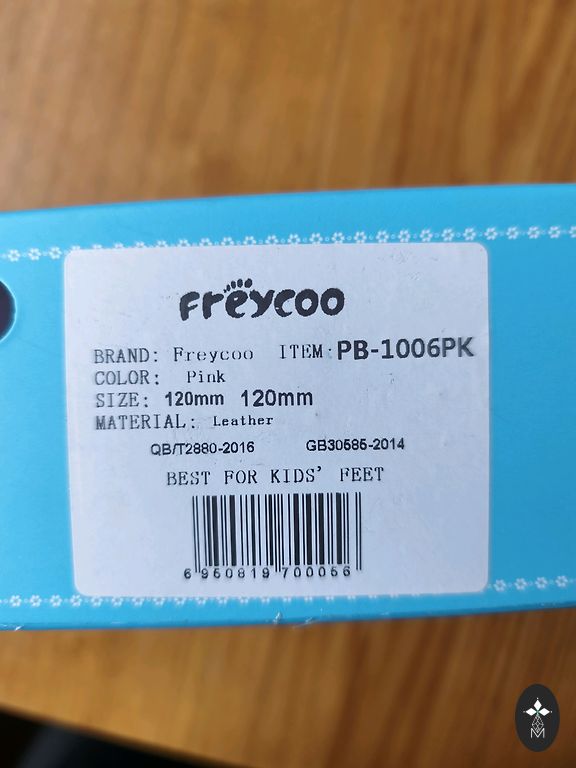 Freycoo
BRAND: Freycoo ITEM: PB-1006PK
COLOR: Pink
SIZE: 120mm 120mm
MATERIAL: Leather
QB/T2880-2016 GB30585-2014
BEST FOR KIDS' FEET
6 950819 700056
M